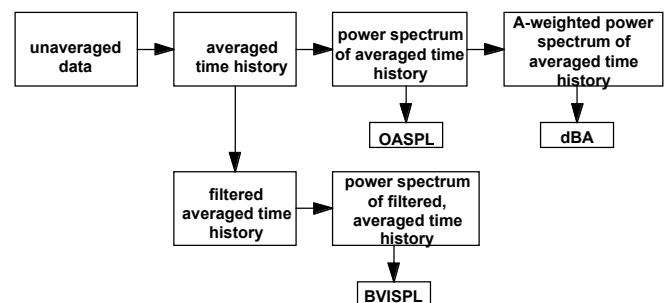 unaveraged
data
averaged
time history
power spectrum
of averaged time
history
A-weighted power
spectrum of
averaged time
history
OASPL
dBA
filtered
averaged time
history
power spectrum
of filtered,
averaged time
history
BVISPL